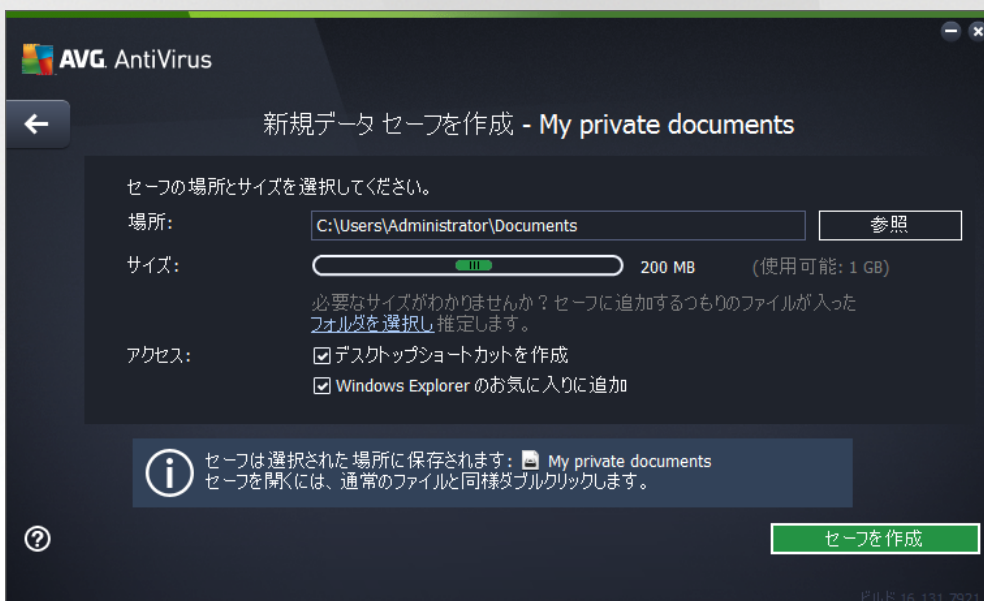 AVG. AntiVirus
新規データ セーフを作成 - My private documents
セーフの場所とサイズを選択してください。
場所: C:\Users\Administrator\Documents 参照
サイズ: 200 MB (使用可能: 1 GB)
必要なサイズがわかりませんか？セーフに追加するつもりのファイルが入った
フォルダを選択し推定します。
アクセス: デスクトップショートカットを作成
Windows Explorer のお気に入りに追加
セーフは選択された場所に保存されます: My private documents
セーフを開くには、通常のファイルと同様ダブルクリックします。
セーフを作成
ビルド 16.131.7921